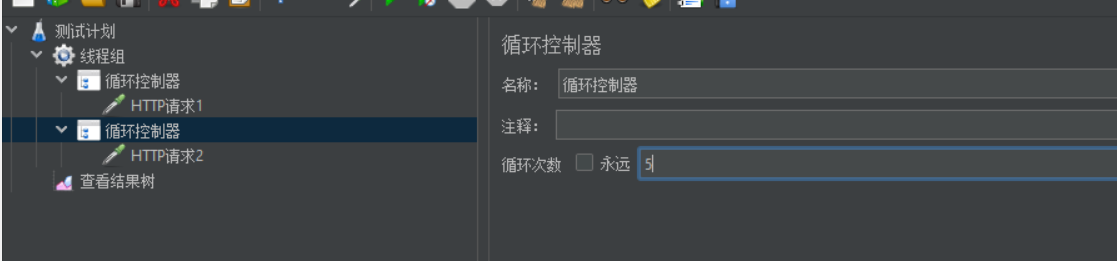 测试计划
线程组
循环控制器
HTTP请求1
循环控制器
HTTP请求2
查看结果树
循环控制器
名称： 循环控制器
注释：
循环次数 永远 5